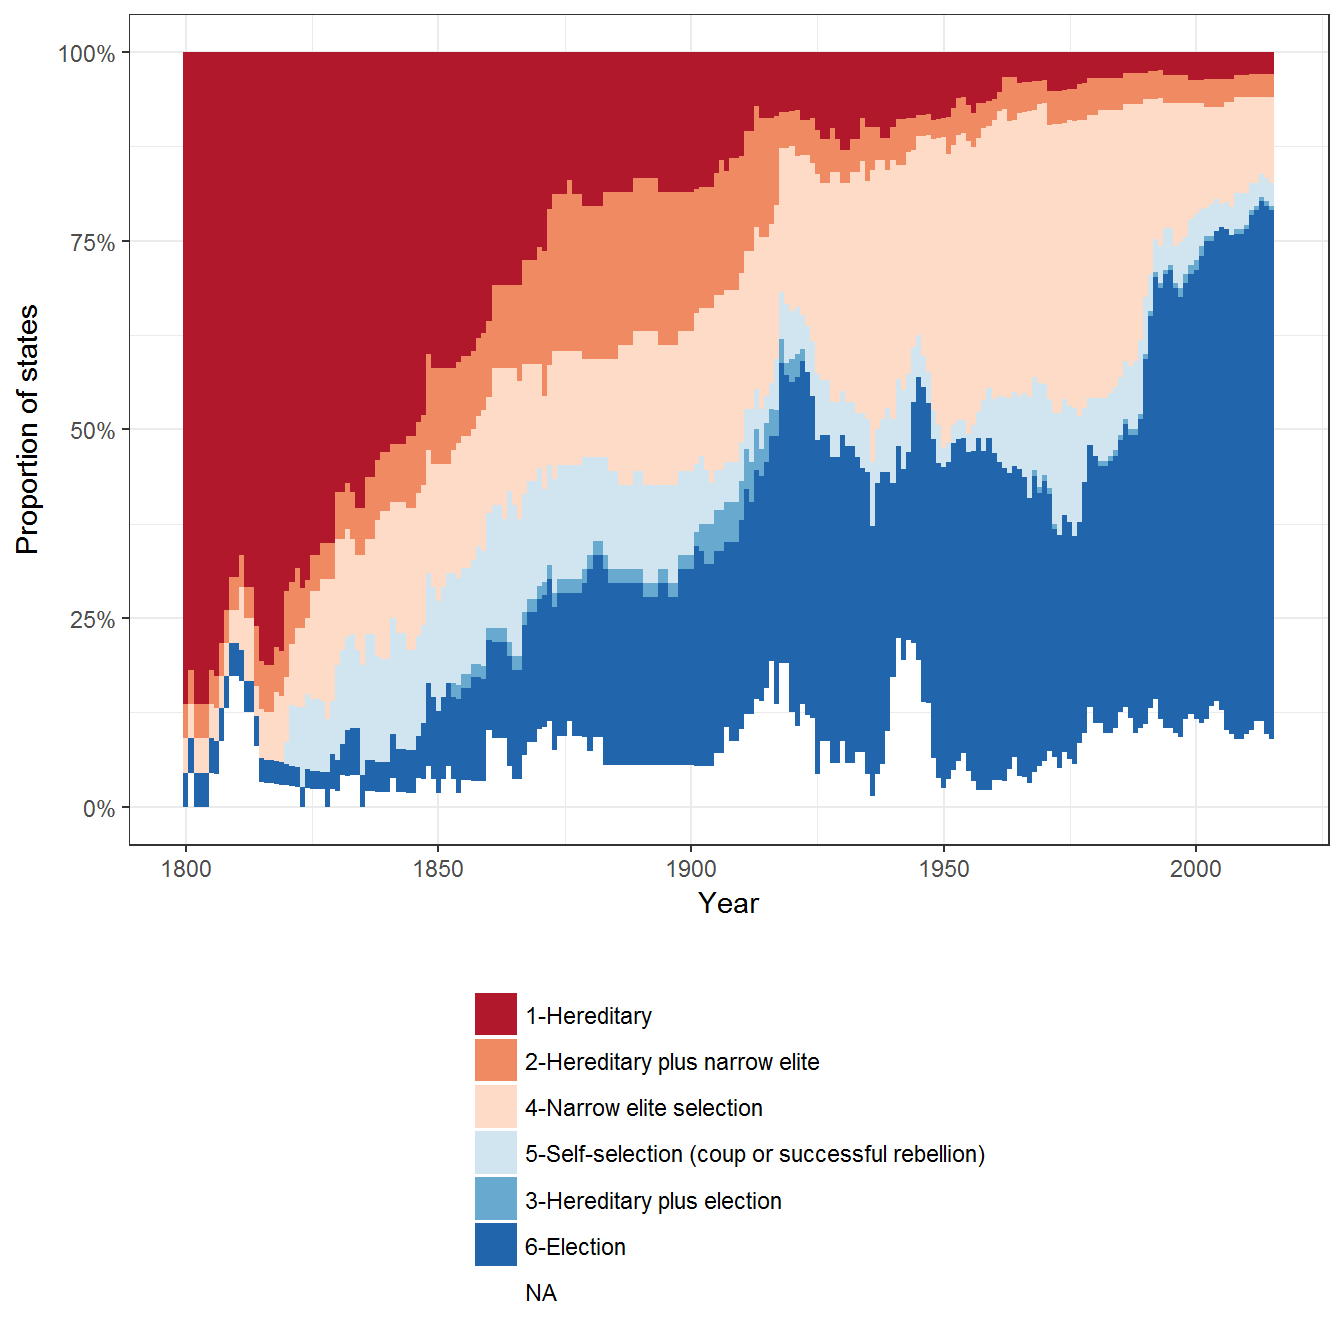 100%
75%
50%
25%
0%
Proportion of states
1800
1850
1900
1950
2000
Year
1-Hereditary
2-Hereditary plus narrow elite
4-Narrow elite selection
5-Self-selection (coup or successful rebellion)
3-Hereditary plus election
6-Election
NA